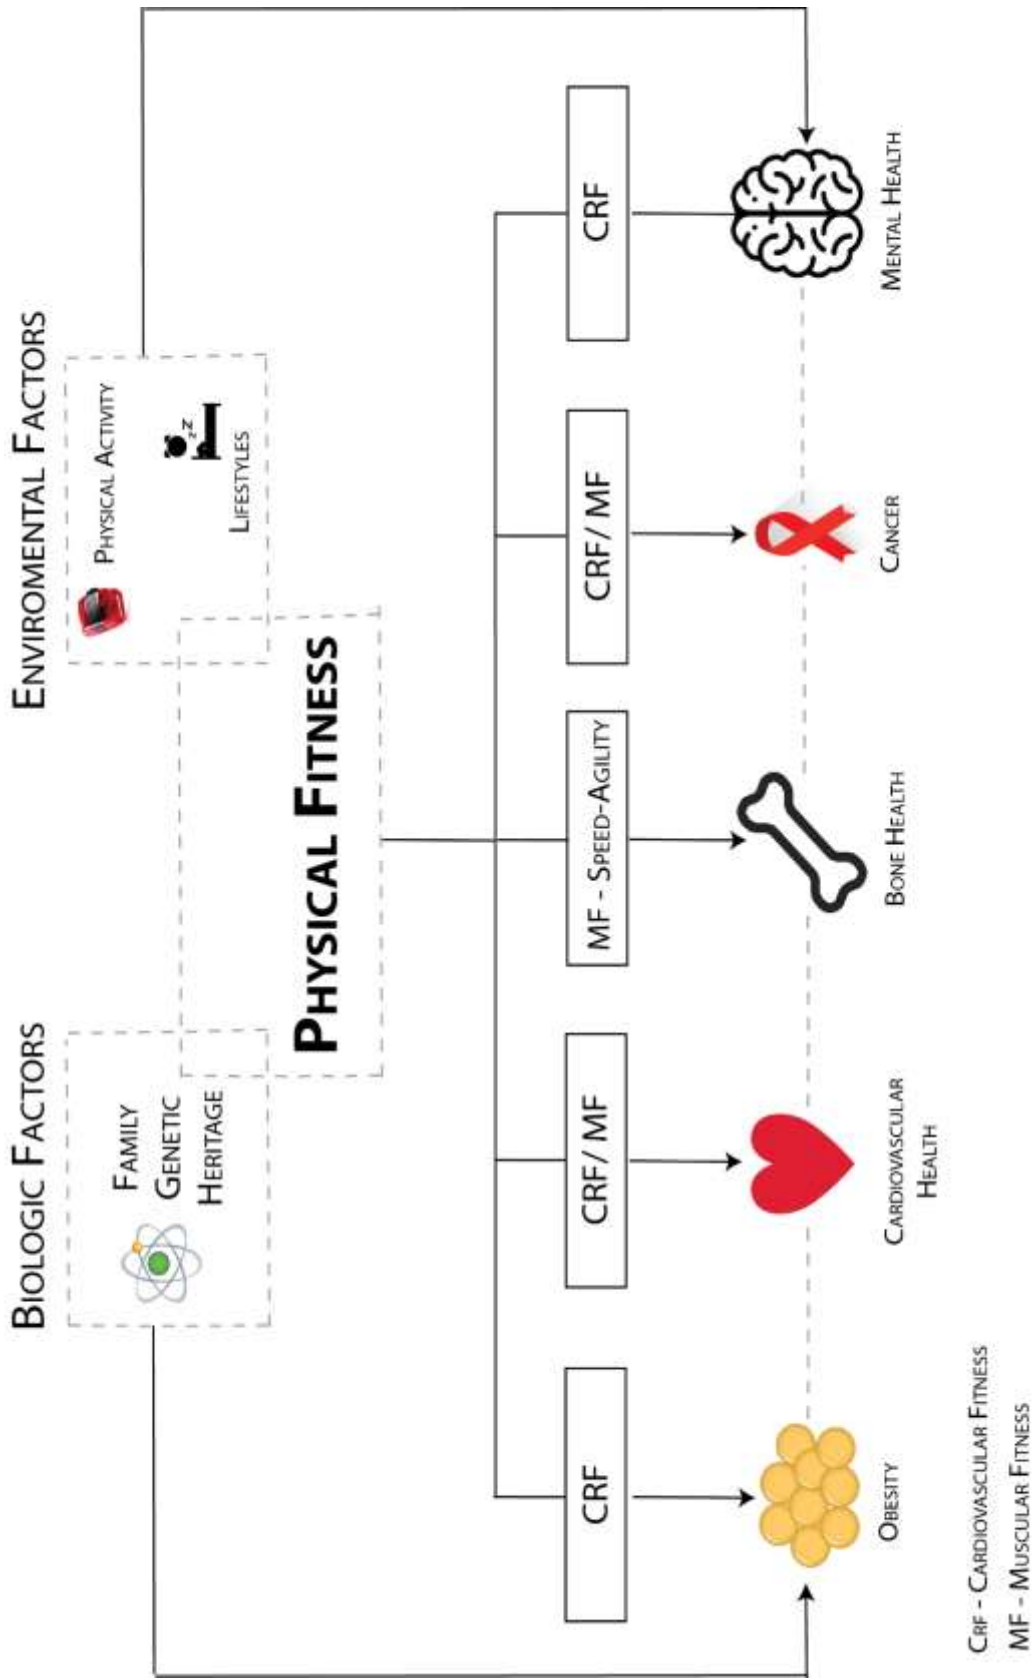 BIOLOGIC FACTORS
ENVIROMENTAL FACTORS
FAMILY
GENETIC
HERITAGE
PHYSICAL ACTIVITY
zZ
LIFESTYLES
PHYSICAL FITNESS
CRF
CRF/ MF
MF - SPEED-AGILITY
CRF/ MF
CRF
OBESITY
CARDIOVASCULAR
HEALTH
BONE HEALTH
CANCER
MENTAL HEALTH
CRF - CARDIOVASCULAR FITNESS
MF - MUSCULAR FITNESS